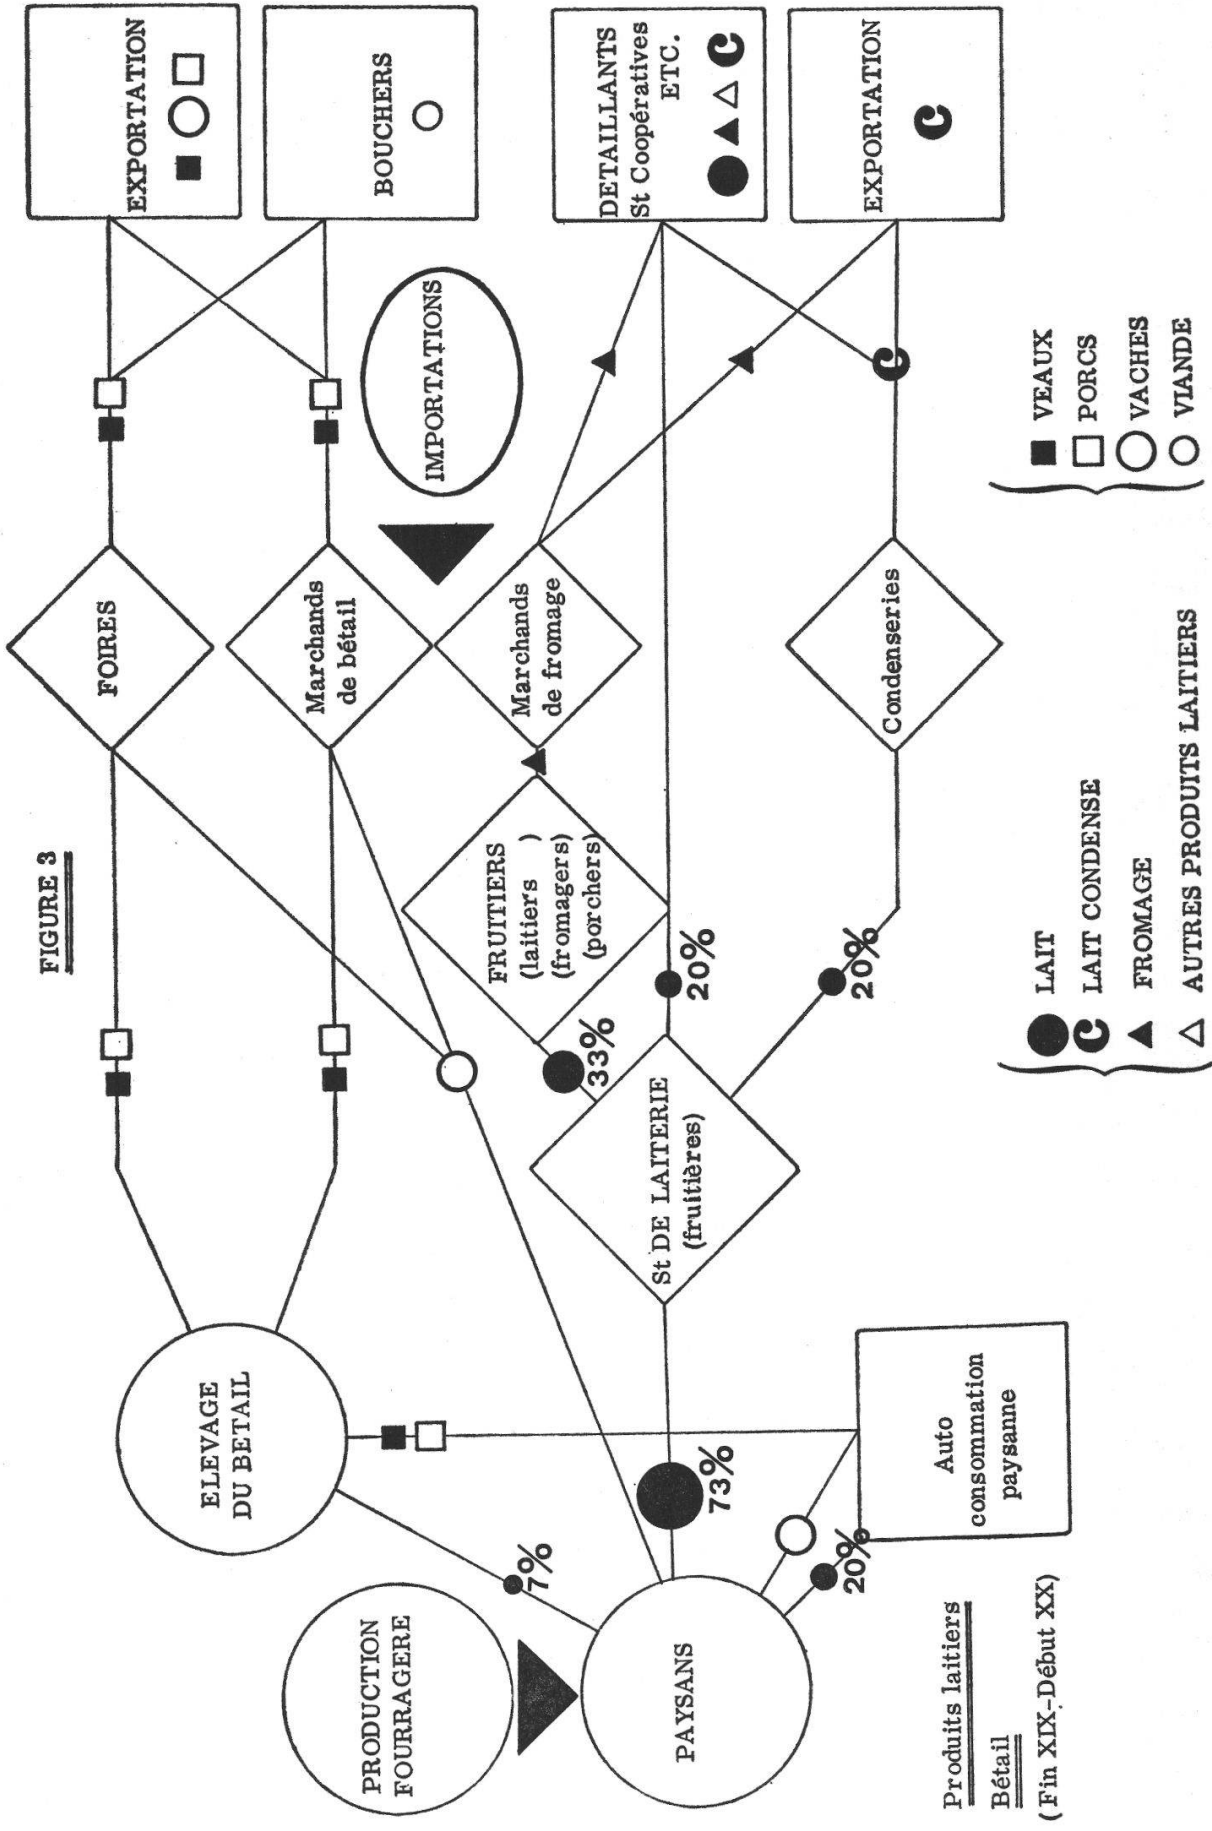 FIGURE 3
PRODUCTION
FOURRAGERE
ELEVAGE
DU BETAIL
7%
PAYSANS
73%
20%
Auto
consommation
paysanne
St DE LAITERIE
(fruitières)
33%
20%
20%
FRUITIERS
(laitiers )
(fromagers)
(porchers)
FOIRES
Marchands
de bétail
Marchands
de fromage
Condenseries
IMPORTATIONS
EXPORTATION
BOUCHERS
DETAILLANTS
St Coopératives
ETC.
C
EXPORTATION
C
C
Produits laitiers
Bétail
(Fin XIX-Début XX)
LAIT
C LAIT CONDENSE
FROMAGE
AUTRES PRODUITS LAITIERS
VEAUX
PORCS
VACHES
VIANDE